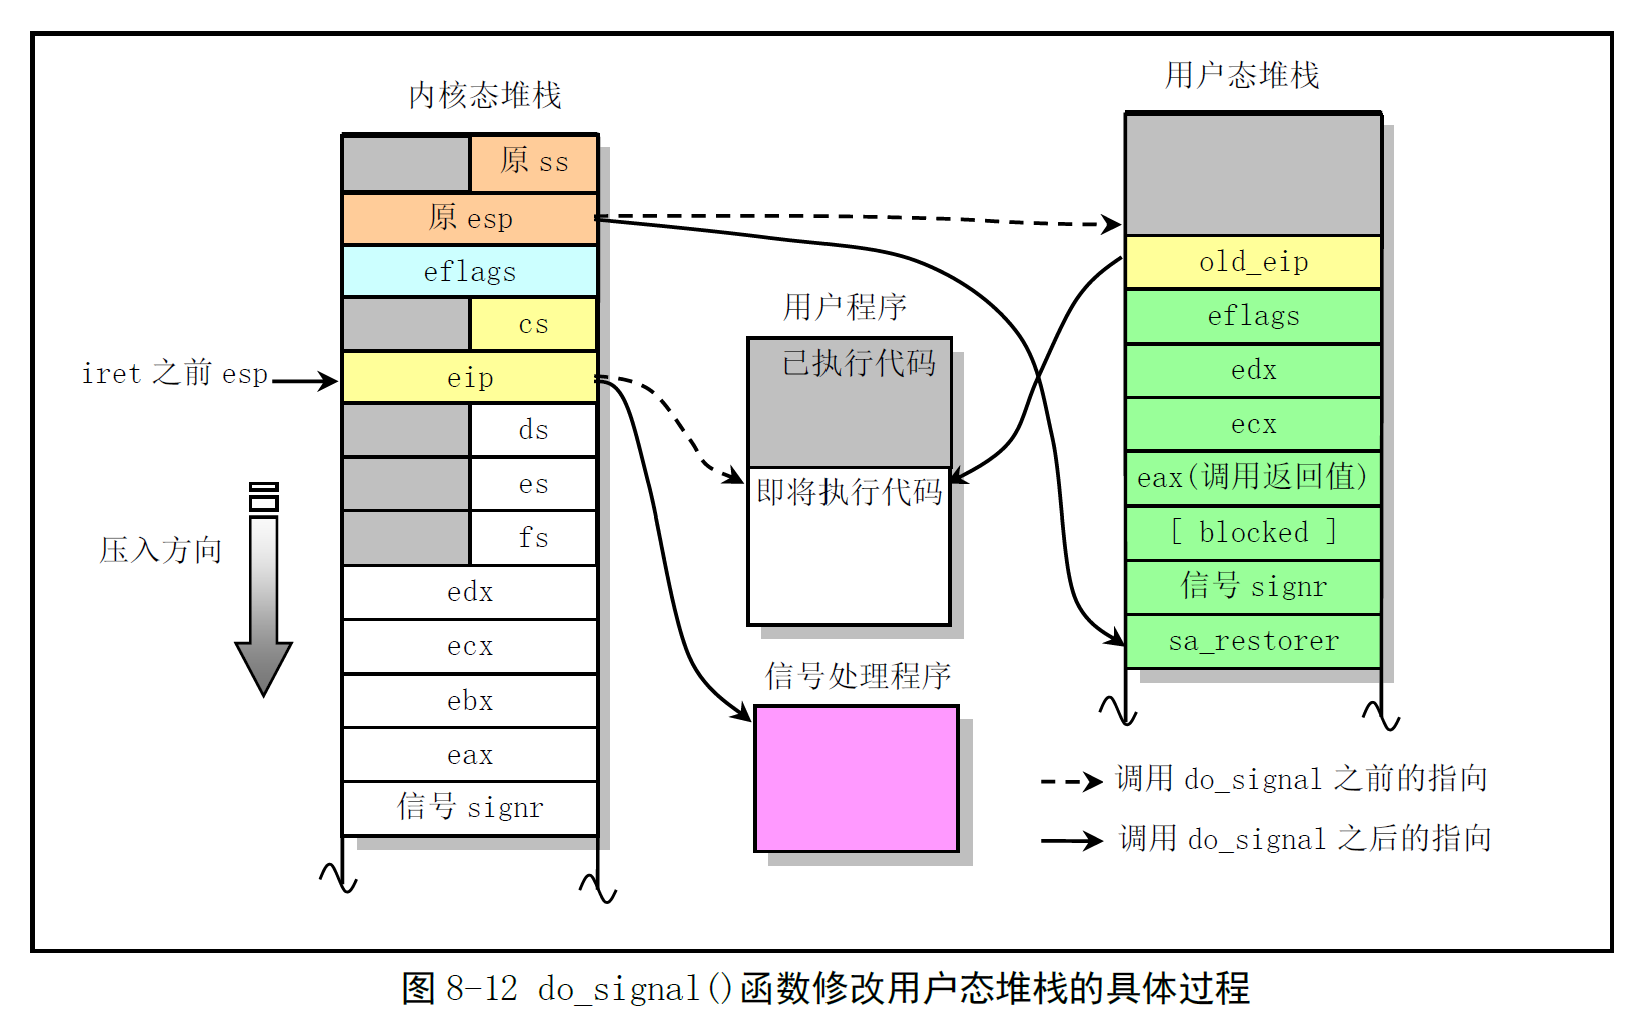 内核态堆栈
原 ss
原 esp
eflags
cs
iret 之前 esp
eip
ds
es
fs
压入方向
edx
ecx
ebx
eax
信号 signr
用户程序
已执行代码
即将执行代码
信号处理程序
用户态堆栈
old_eip
eflags
edx
ecx
eax(调用返回值)
[ blocked ]
信号 signr
sa_restorer
调用 do_signal 之前的指向
调用 do_signal 之后的指向
图 8-12 do_signal()函数修改用户态堆栈的具体过程